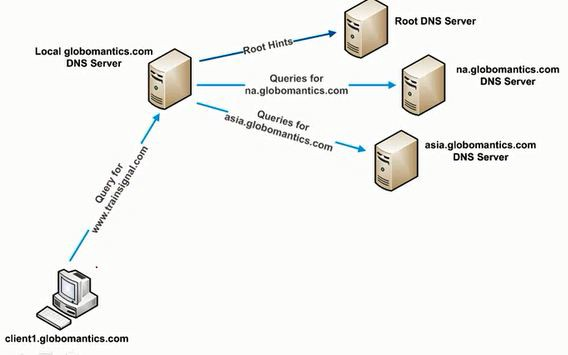 Root DNS Server
Local globomantics.com
DNS Server
Root Hints
na.globomantics.com
DNS Server
Queries for
na.globomantics.com
Queries for
asia.globomantics.com
asia.globomantics.com
DNS Server
Query for
www.trainsignal.com
client1.globomantics.com